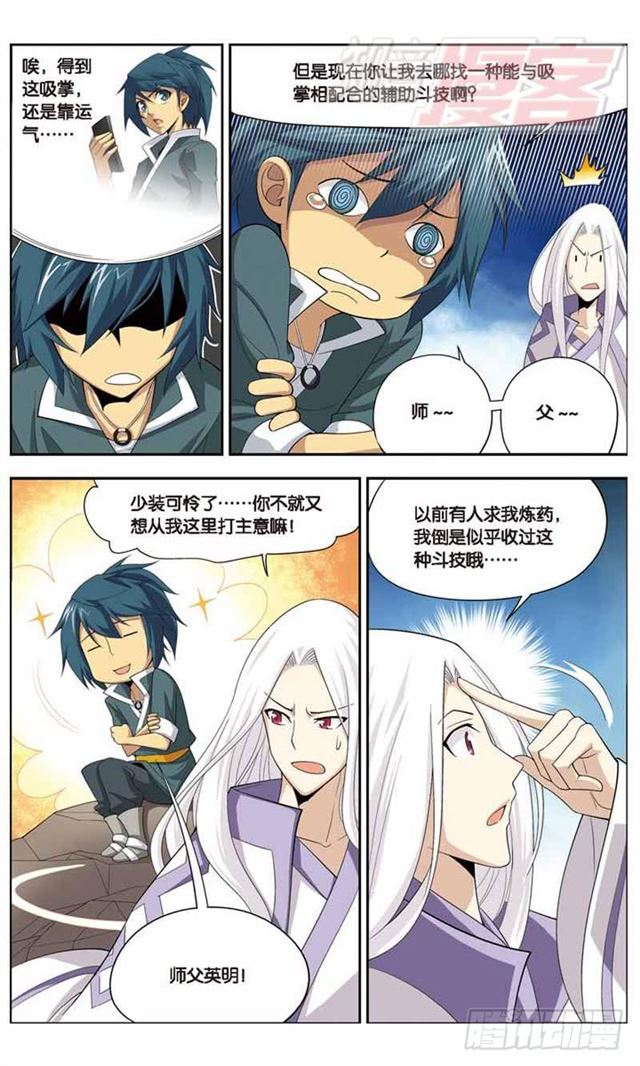 唉，得到
这吸掌，
还是靠运
气……
但是现在你让我去哪找一种能与吸
掌相配合的辅助斗技啊？
师~~
父~~
少装可怜了……你不就又
想从我这里打主意嘛！
师父英明！
以前有人求我炼药，
我倒是似乎收过这
种斗技哦……
腾讯动漫